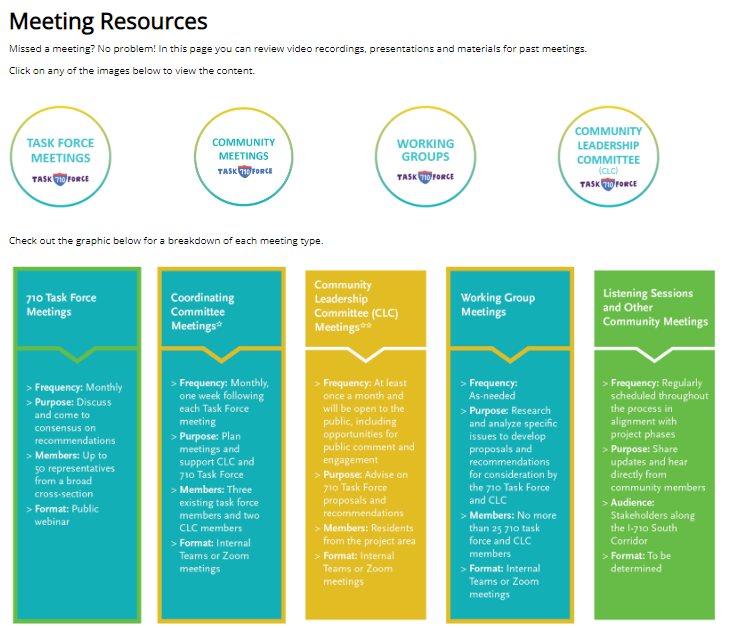 Meeting Resources
Missed a meeting? No problem! In this page you can review video recordings, presentations and materials for past meetings.
Click on any of the images below to view the content.
TASK FORCE
MEETINGS
TASK 710 FORCE
COMMUNITY
MEETINGS
TASK 710 FORCE
WORKING
GROUPS
TASK 710 FORCE
COMMUNITY
LEADERSHIP
COMMITTEE
(CLC)
TASK 710 FORCE
Check out the graphic below for a breakdown of each meeting type.
710 Task Force
Meetings
> Frequency: Monthly
> Purpose: Discuss
and come to
consensus on
recommendations
> Members: Up to
50 representatives
from a broad
cross-section
> Format: Public
webinar
Coordinating
Committee
Meetings*
> Frequency: Monthly,
one week following
each Task Force
meeting
> Purpose: Plan
meetings and
support CLC and
710 Task Force
> Members: Three
existing task force
members and two
CLC members
> Format: Internal
Teams or Zoom
meetings
Community
Leadership
Committee (CLC)
Meetings**
> Frequency: At least
once a month and
will be open to the
public, including
opportunities for
public comment and
engagement
> Purpose: Advise on
710 Task Force
proposals and
recommendations
> Members: Residents
from the project area
> Format: Internal
Teams or Zoom
meetings
Working Group
Meetings
> Frequency:
As-needed
> Purpose: Research
and analyze specific
issues to develop
proposals and
recommendations
for consideration by
the 710 Task Force
and CLC
> Members: No more
than 25 710 task
force and CLC
members
> Format: Internal
Teams or Zoom
meetings
Listening Sessions
and Other
Community Meetings
> Frequency: Regularly
scheduled throughout
the process in
alignment with
project phases
> Purpose: Share
updates and hear
directly from
community members
> Audience:
Stakeholders along
the I-710 South
Corridor
> Format: To be
determined